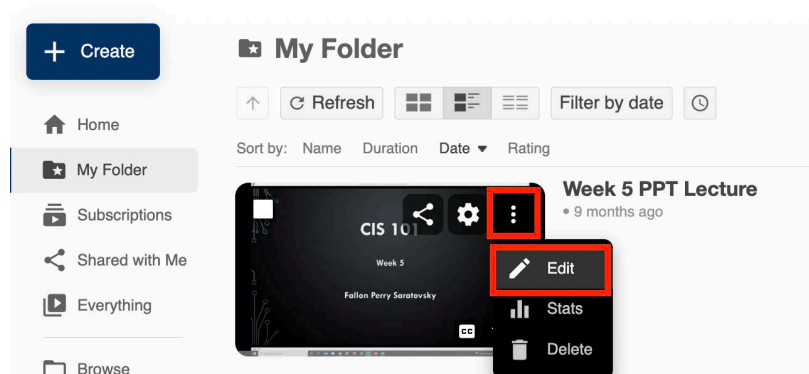 + Create
My Folder
Refresh
Filter by date
Home
Sort by: Name Duration Date ▼ Rating
My Folder
Week 5 PPT Lecture
• 9 months ago
Subscriptions
CIS 101
Shared with Me
Week 5
Edit
Everything
Fallon Perry Saratovsky
Stats
CC
Delete
Browse